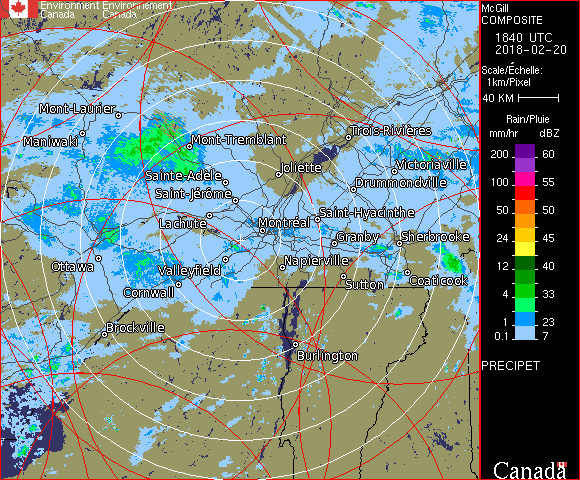 Environment Environnement
Canada Canada
McGill
COMPOSITE
1840 UTC
2018-02-20
Scale/Échelle:
1km/Pixel
40 KM
Rain/Pluie
mm/hr dBZ
200 60
100 55
50 50
24 45
12 40
4 33
1 23
0.1 7
PRECIPET
Mont-Laurier
Maniwaki
Mont-Tremblant
Trois-Rivières
Victoriaville
Joliette
Sainte-Adèle
Drummondville
Saint-Jérôme
Saint-Hyacinthe
Lachute
Montréal
Granby
Sherbrooke
Ottawa
Valleyfield
Napierville
Coaticook
Cornwall
Sutton
Brockville
Burlington
Canada